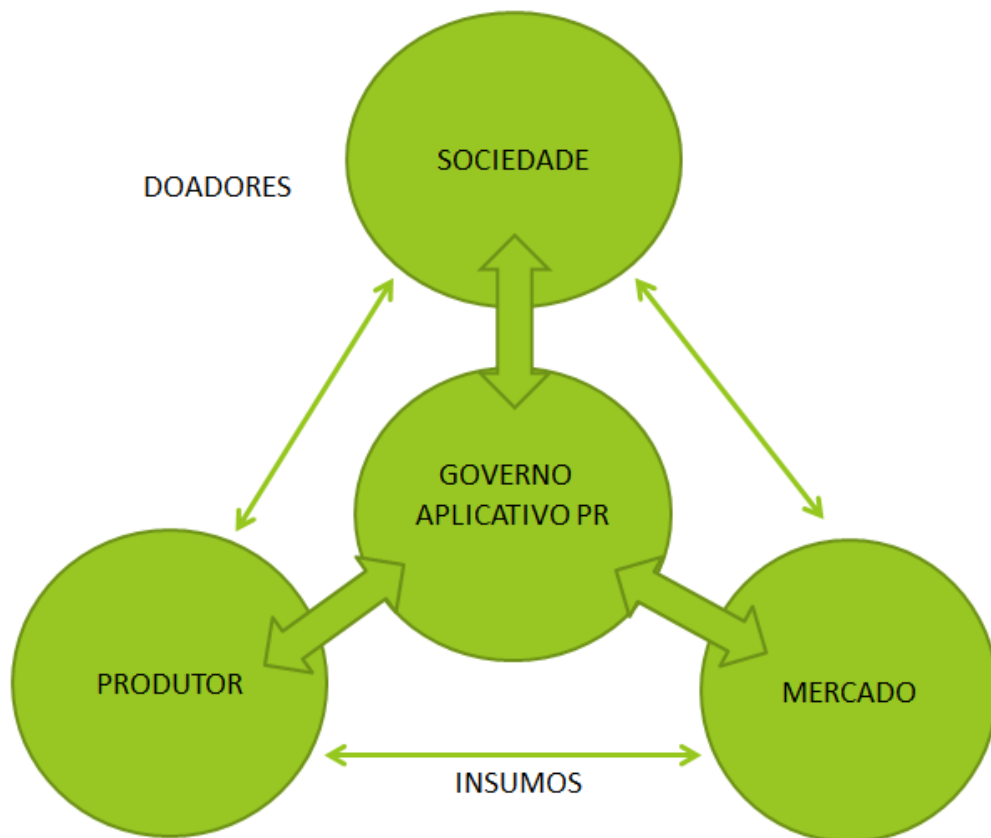 SOCIEDADE
DOADORES
GOVERNO
APLICATIVO PR
PRODUTOR
MERCADO
INSUMOS